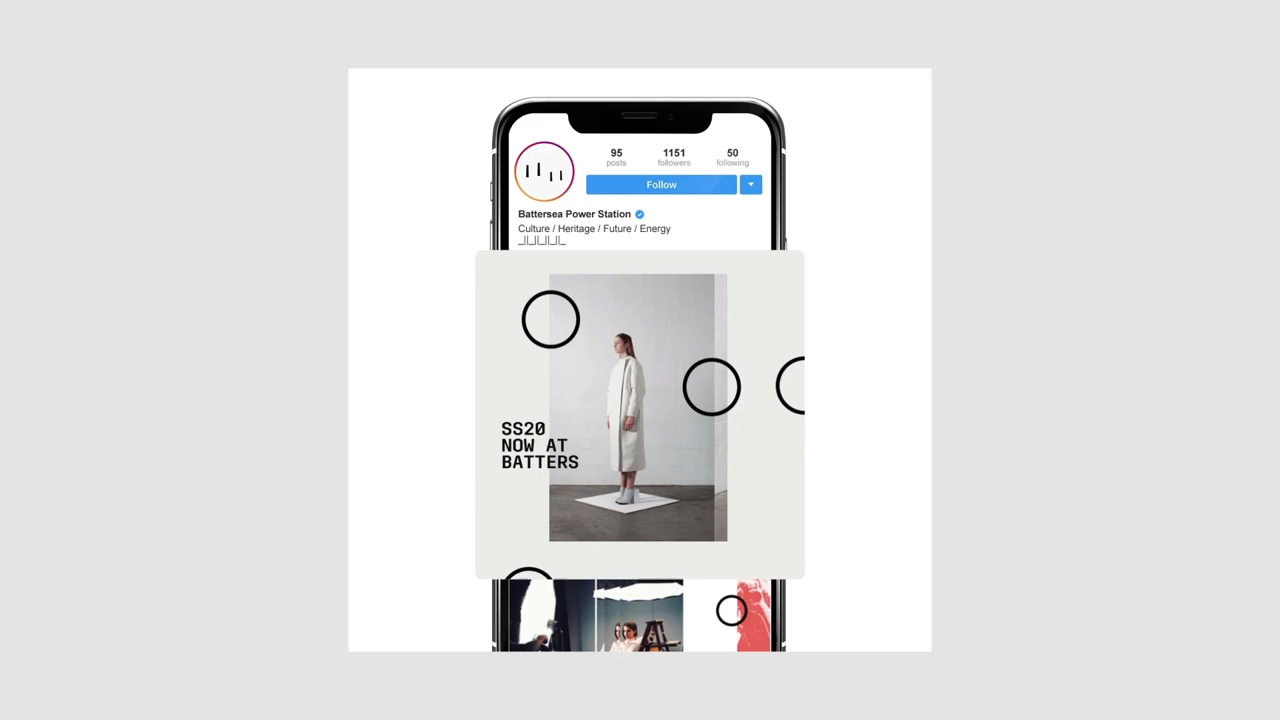 95 1151 50
posts followers following
Follow
Battersea Power Station
Culture / Heritage / Future / Energy
_||_||_||_||_
SS20
NOW AT
BATTERS